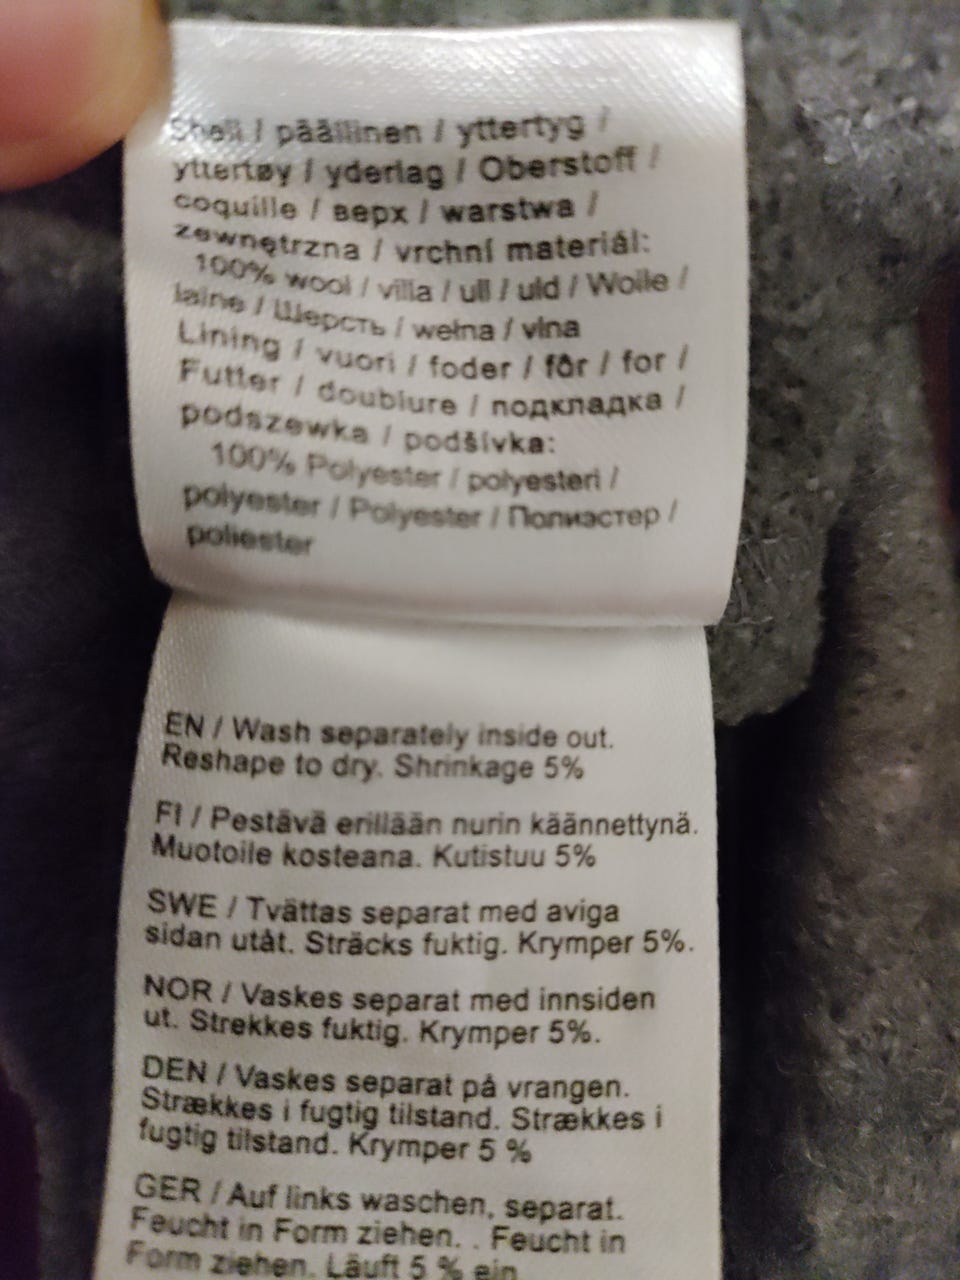 Shell / päällinen / yttertyg /
yttertøy / yderlag / Oberstoff /
coquille / верх / warstwa /
zewnętrzna / vrchní materiál:
100% wool / villa / ull / uld / Wolle /
laine / Шерсть / wełna / vlna
Lining / vuori / foder / fôr / for /
Futter / doublure / подкладка /
podszewka / podšívka:
100% Polyester / polyesteri /
polyester / Polyester / Полиэстер /
poliester
EN / Wash separately inside out.
Reshape to dry. Shrinkage 5%
FI / Pestävä erillään nurin käännettynä.
Muotoile kosteana. Kutistuu 5%
SWE / Tvättas separat med aviga
sidan utåt. Sträcks fuktig. Krymper 5%.
NOR / Vaskes separat med innsiden
ut. Strekkes fuktig. Krymper 5%.
DEN / Vaskes separat på vrangen.
Strækkes i fugtig tilstand. Strækkes i
fugtig tilstand. Krymper 5 %
GER / Auf links waschen, separat.
Feucht in Form ziehen. . Feucht in
Form ziehen. Läuft 5 % ein